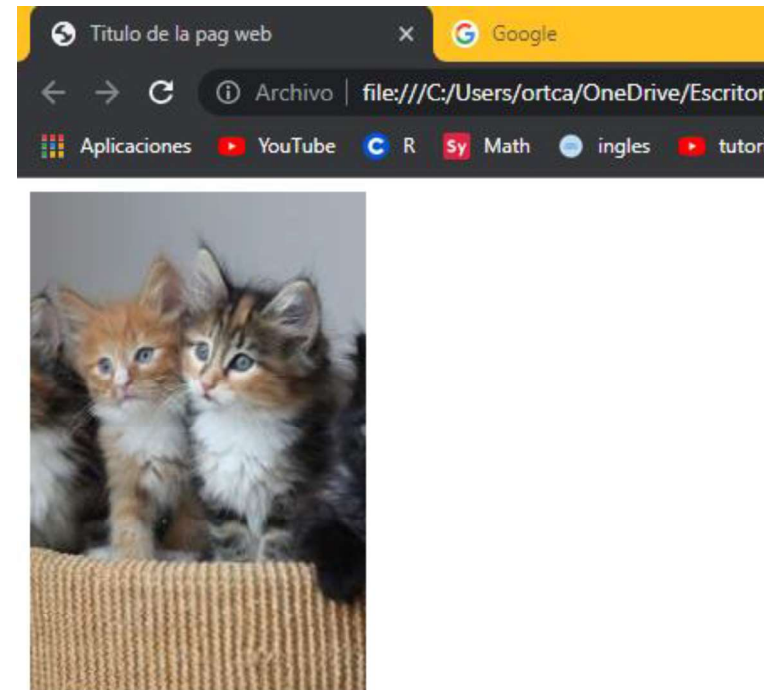 Titulo de la pag web × Google
Archivo | file:///C:/Users/ortca/OneDrive/Escritor
Aplicaciones YouTube C R Sy Math ingles tutor